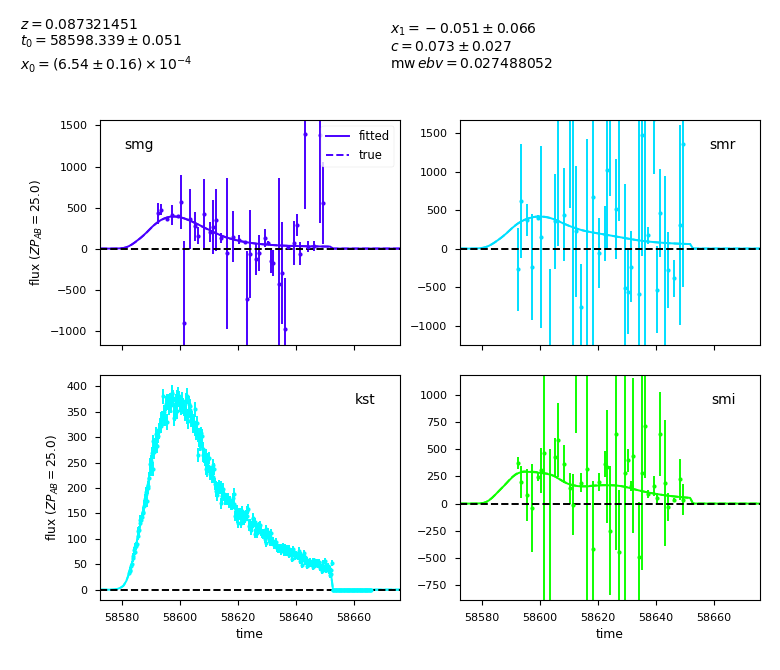 z = 0.087321451
t₀ = 58598.339 ± 0.051
x₀ = (6.54 ± 0.16) × 10⁻⁴
x₁ = −0.051 ± 0.066
c = 0.073 ± 0.027
mw ebv = 0.027488052
smg
fitted
true
1500
1000
500
0
−500
−1000
flux (ZP_AB = 25.0)
smr
1500
1000
500
0
−500
−1000
kst
400
350
300
250
200
150
100
50
0
flux (ZP_AB = 25.0)
58580 58600 58620 58640 58660
time
smi
1000
750
500
250
0
−250
−500
−750
58580 58600 58620 58640 58660
time